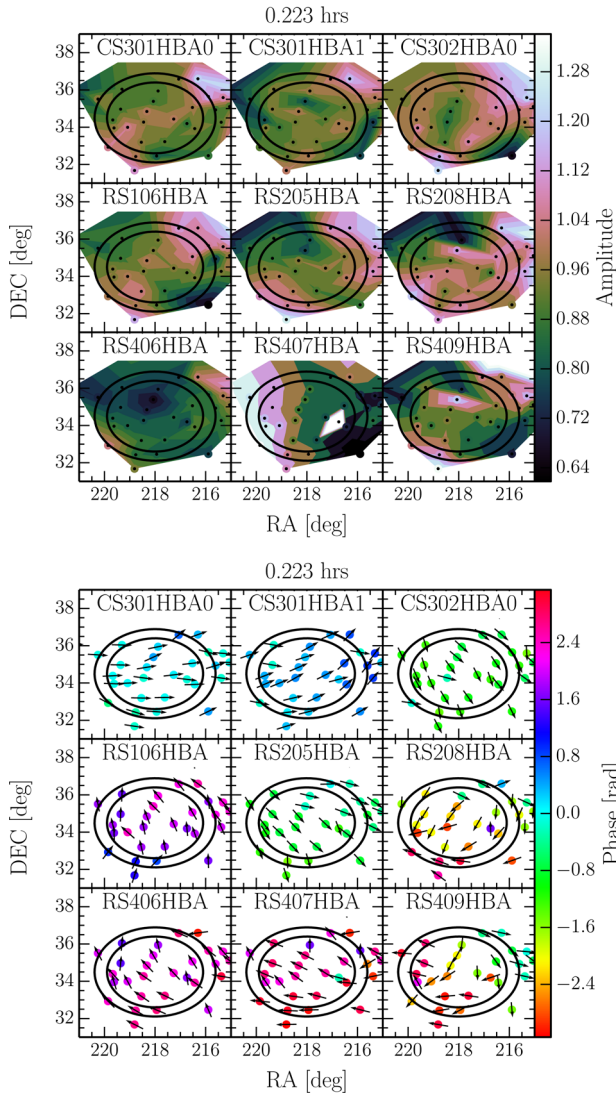 0.223 hrs
CS301HBA0 CS301HBA1 CS302HBA0
RS106HBA RS205HBA RS208HBA
RS406HBA RS407HBA RS409HBA
38
36
34
32
38
36
34
32
38
36
34
32
DEC [deg]
220 218 216 220 218 216 220 218 216
RA [deg]
1.28
1.20
1.12
1.04
0.96
0.88
0.80
0.72
0.64
Amplitude
0.223 hrs
CS301HBA0 CS301HBA1 CS302HBA0
RS106HBA RS205HBA RS208HBA
RS406HBA RS407HBA RS409HBA
38
36
34
32
38
36
34
32
38
36
34
32
DEC [deg]
220 218 216 220 218 216 220 218 216
RA [deg]
2.4
1.6
0.8
0.0
−0.8
−1.6
−2.4
Phase [rad]